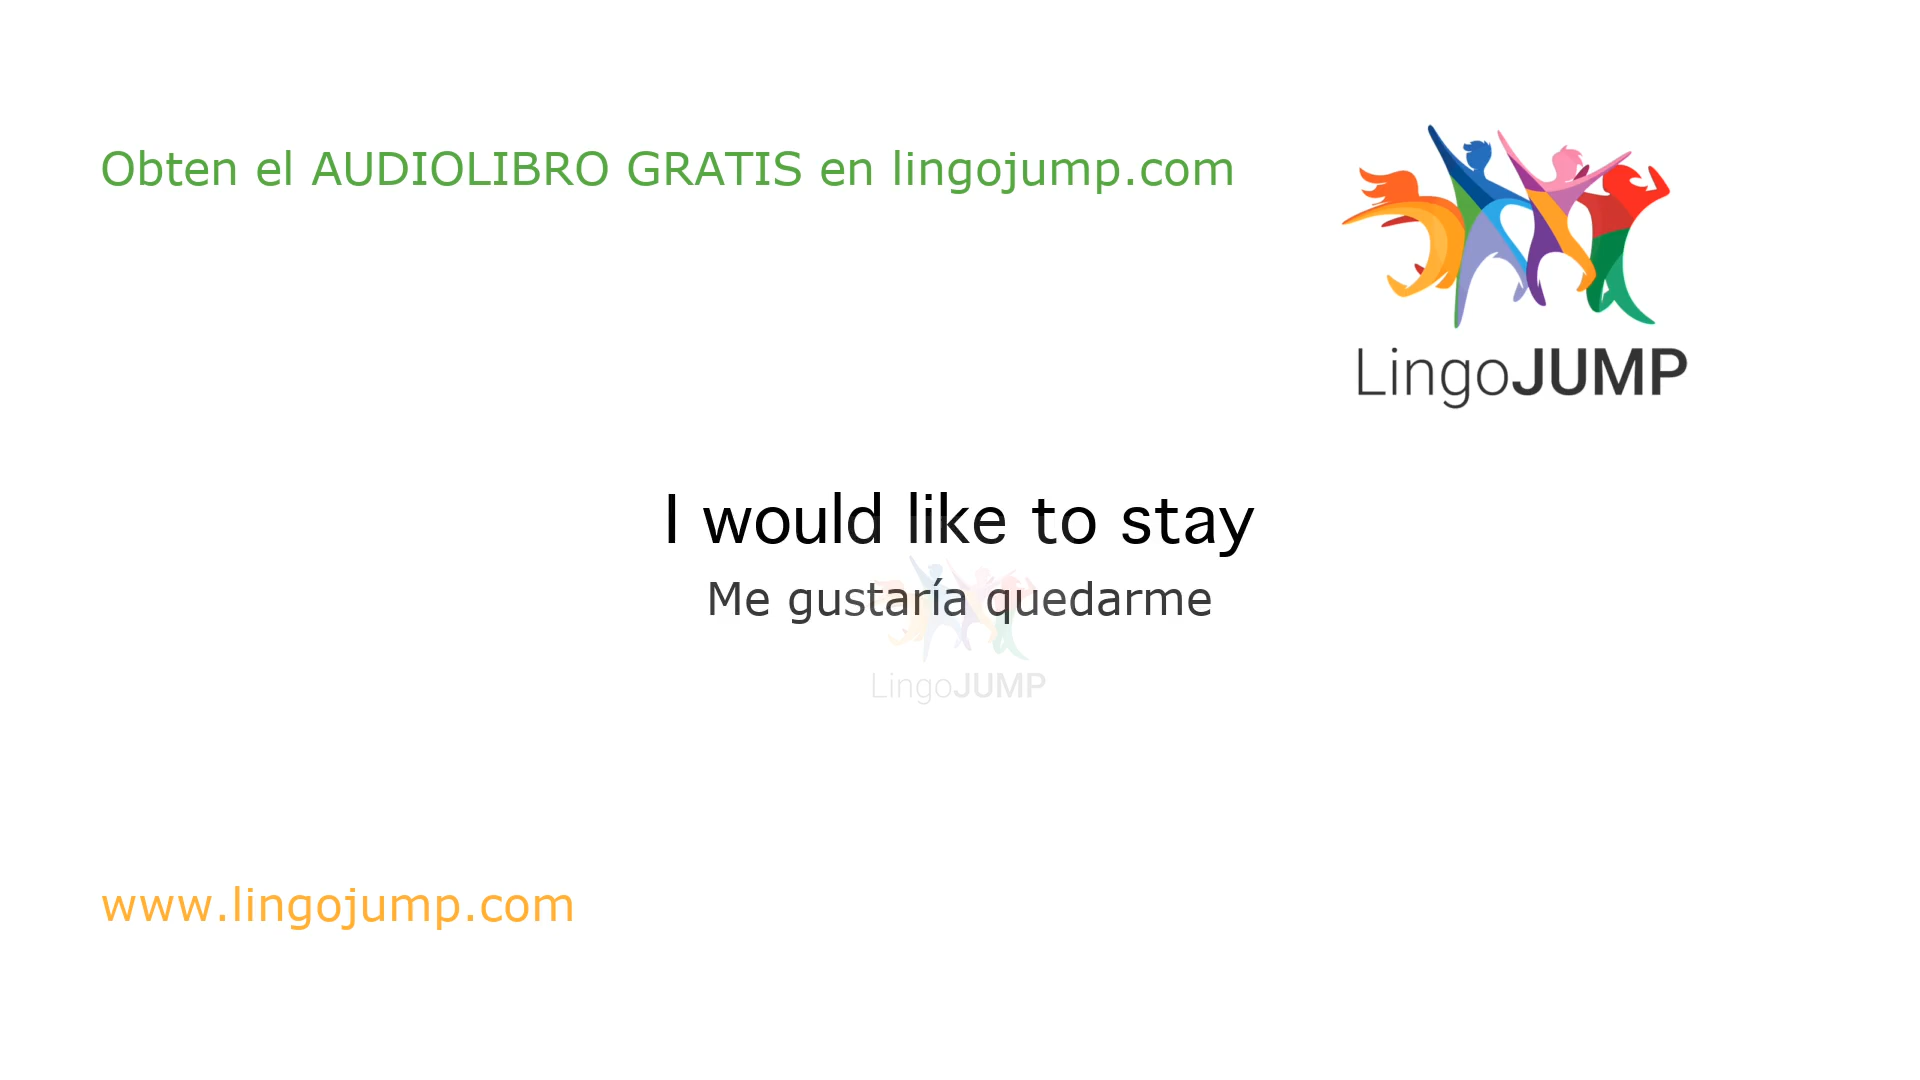 Obten el AUDIOLIBRO GRATIS en lingojump.com
LingoJUMP
I would like to stay
Me gustaría quedarme
LingoJUMP
www.lingojump.com